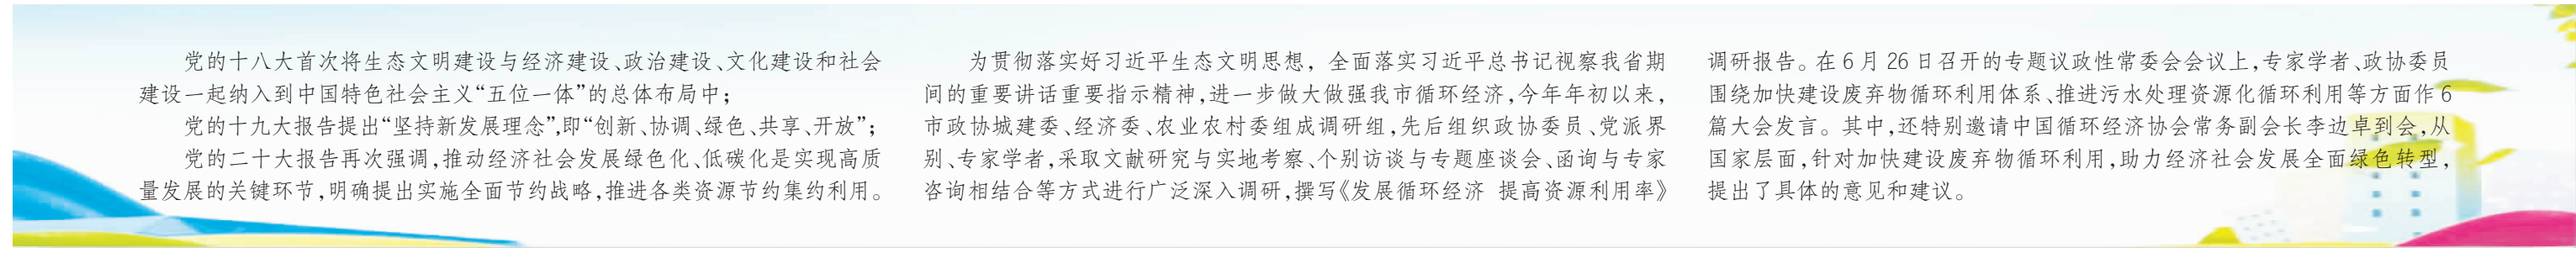 党的十八大首次将生态文明建设与经济建设、政治建设、文化建设和社会
建设一起纳入到中国特色社会主义“五位一体”的总体布局中；
党的十九大报告提出“坚持新发展理念”,即“创新、协调、绿色、共享、开放”；
党的二十大报告再次强调,推动经济社会发展绿色化、低碳化是实现高质
量发展的关键环节,明确提出实施全面节约战略,推进各类资源节约集约利用。
为贯彻落实好习近平生态文明思想，全面落实习近平总书记视察我省期
间的重要讲话重要指示精神,进一步做大做强我市循环经济,今年年初以来,
市政协城建委、经济委、农业农村委组成调研组,先后组织政协委员、党派界
别、专家学者,采取文献研究与实地考察、个别访谈与专题座谈会、函询与专家
咨询相结合等方式进行广泛深入调研,撰写《发展循环经济 提高资源利用率》
调研报告。在 6 月 26 日召开的专题议政性常委会会议上,专家学者、政协委员
围绕加快建设废弃物循环利用体系、推进污水处理资源化循环利用等方面作 6
篇大会发言。其中,还特别邀请中国循环经济协会常务副会长李边卓到会,从
国家层面,针对加快建设废弃物循环利用,助力经济社会发展全面绿色转型,
提出了具体的意见和建议。